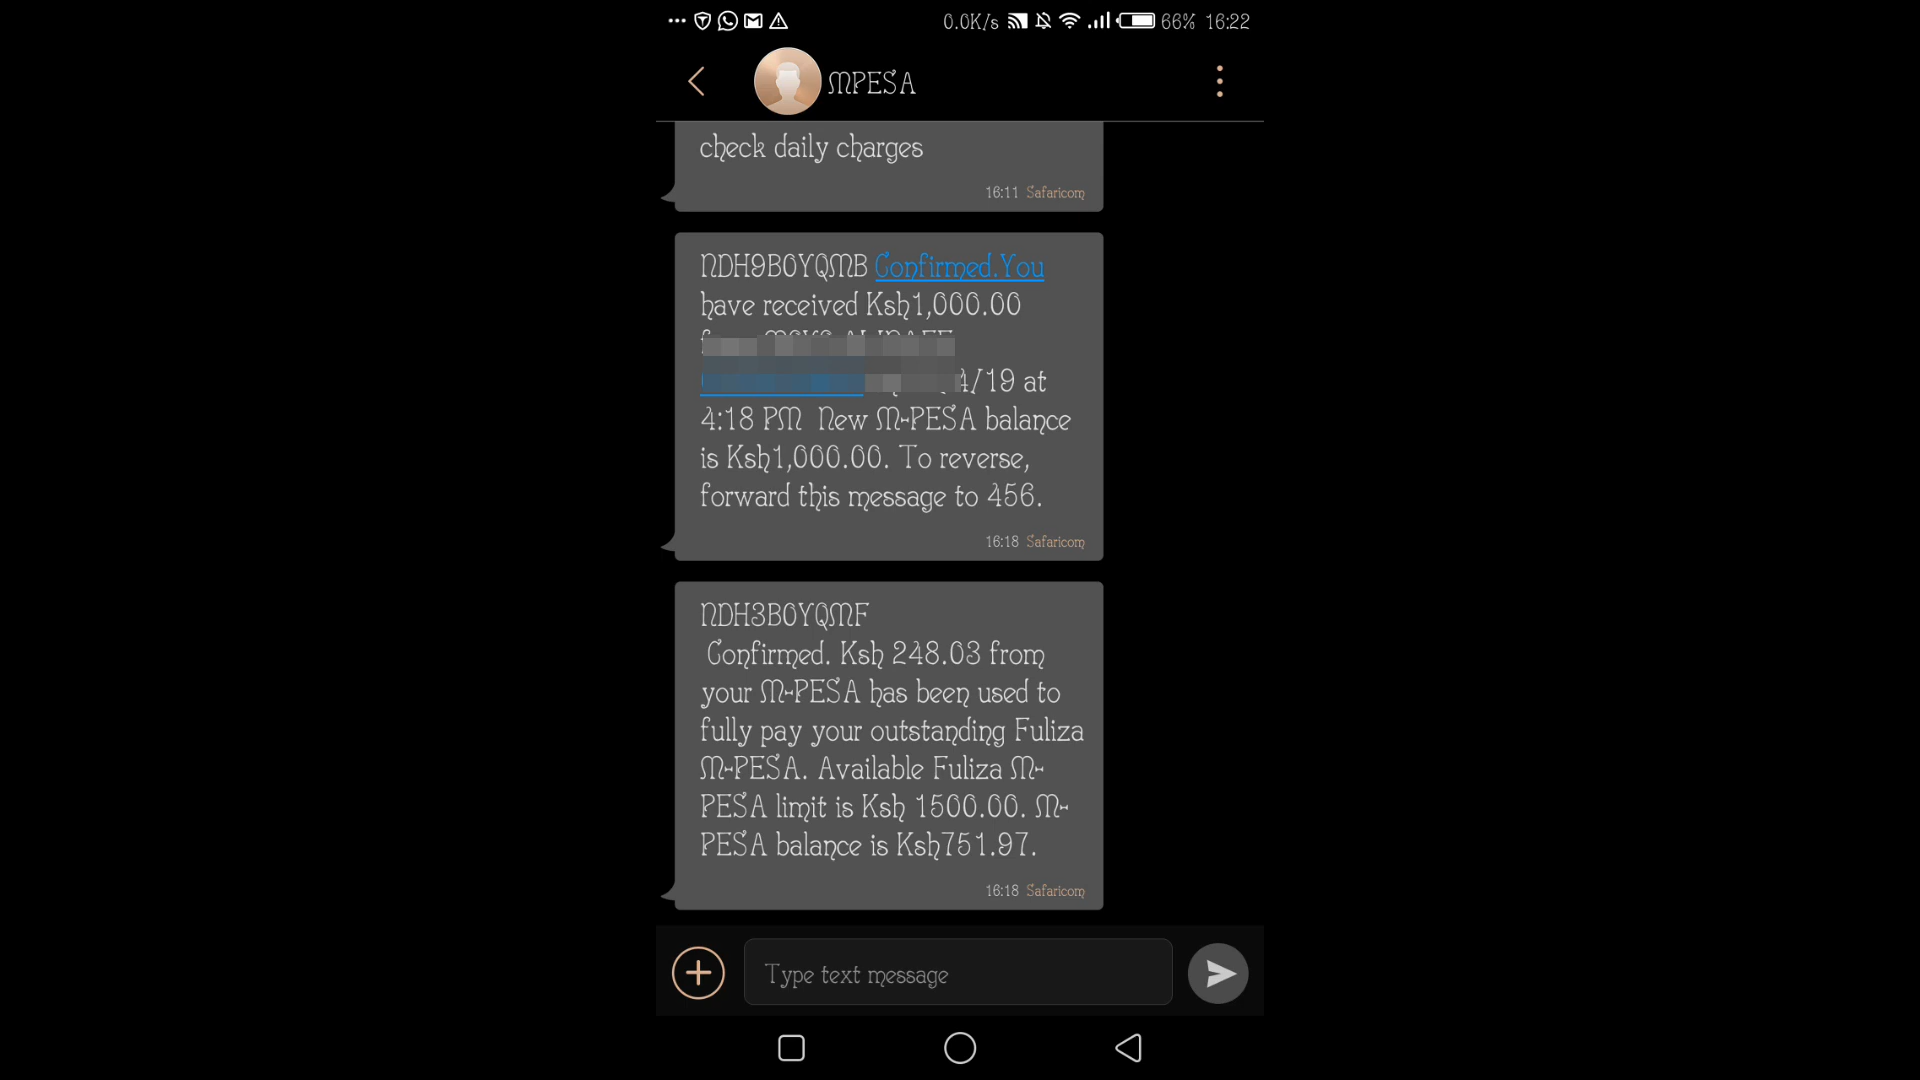 0.0K/s 66% 16:22
MPESA
check daily charges
16:11 Safaricom
NDH9B0YQMB Confirmed.You
have received Ksh1,000.00
4/19 at
4:18 PM New M-PESA balance
is Ksh1,000.00. To reverse,
forward this message to 456.
16:18 Safaricom
NDH3B0YQMF
Confirmed. Ksh 248.03 from
your M-PESA has been used to
fully pay your outstanding Fuliza
M-PESA. Available Fuliza M-
PESA limit is Ksh 1500.00. M-
PESA balance is Ksh751.97.
16:18 Safaricom
Type text message